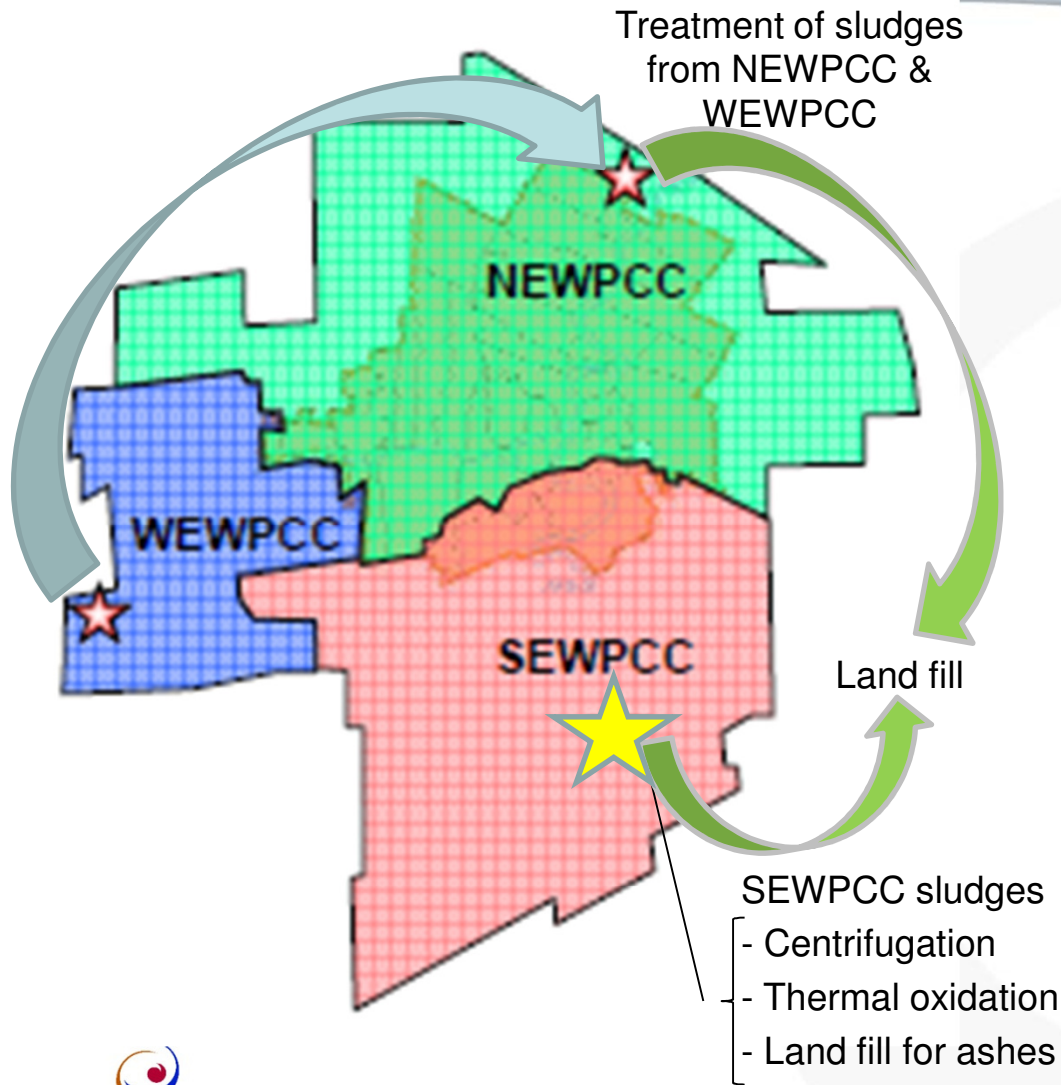 Treatment of sludges
from NEWPCC &
WEWPCC
NEWPCC
WEWPCC
SEWPCC
Land fill
SEWPCC sludges
- Centrifugation
- Thermal oxidation
- Land fill for ashes